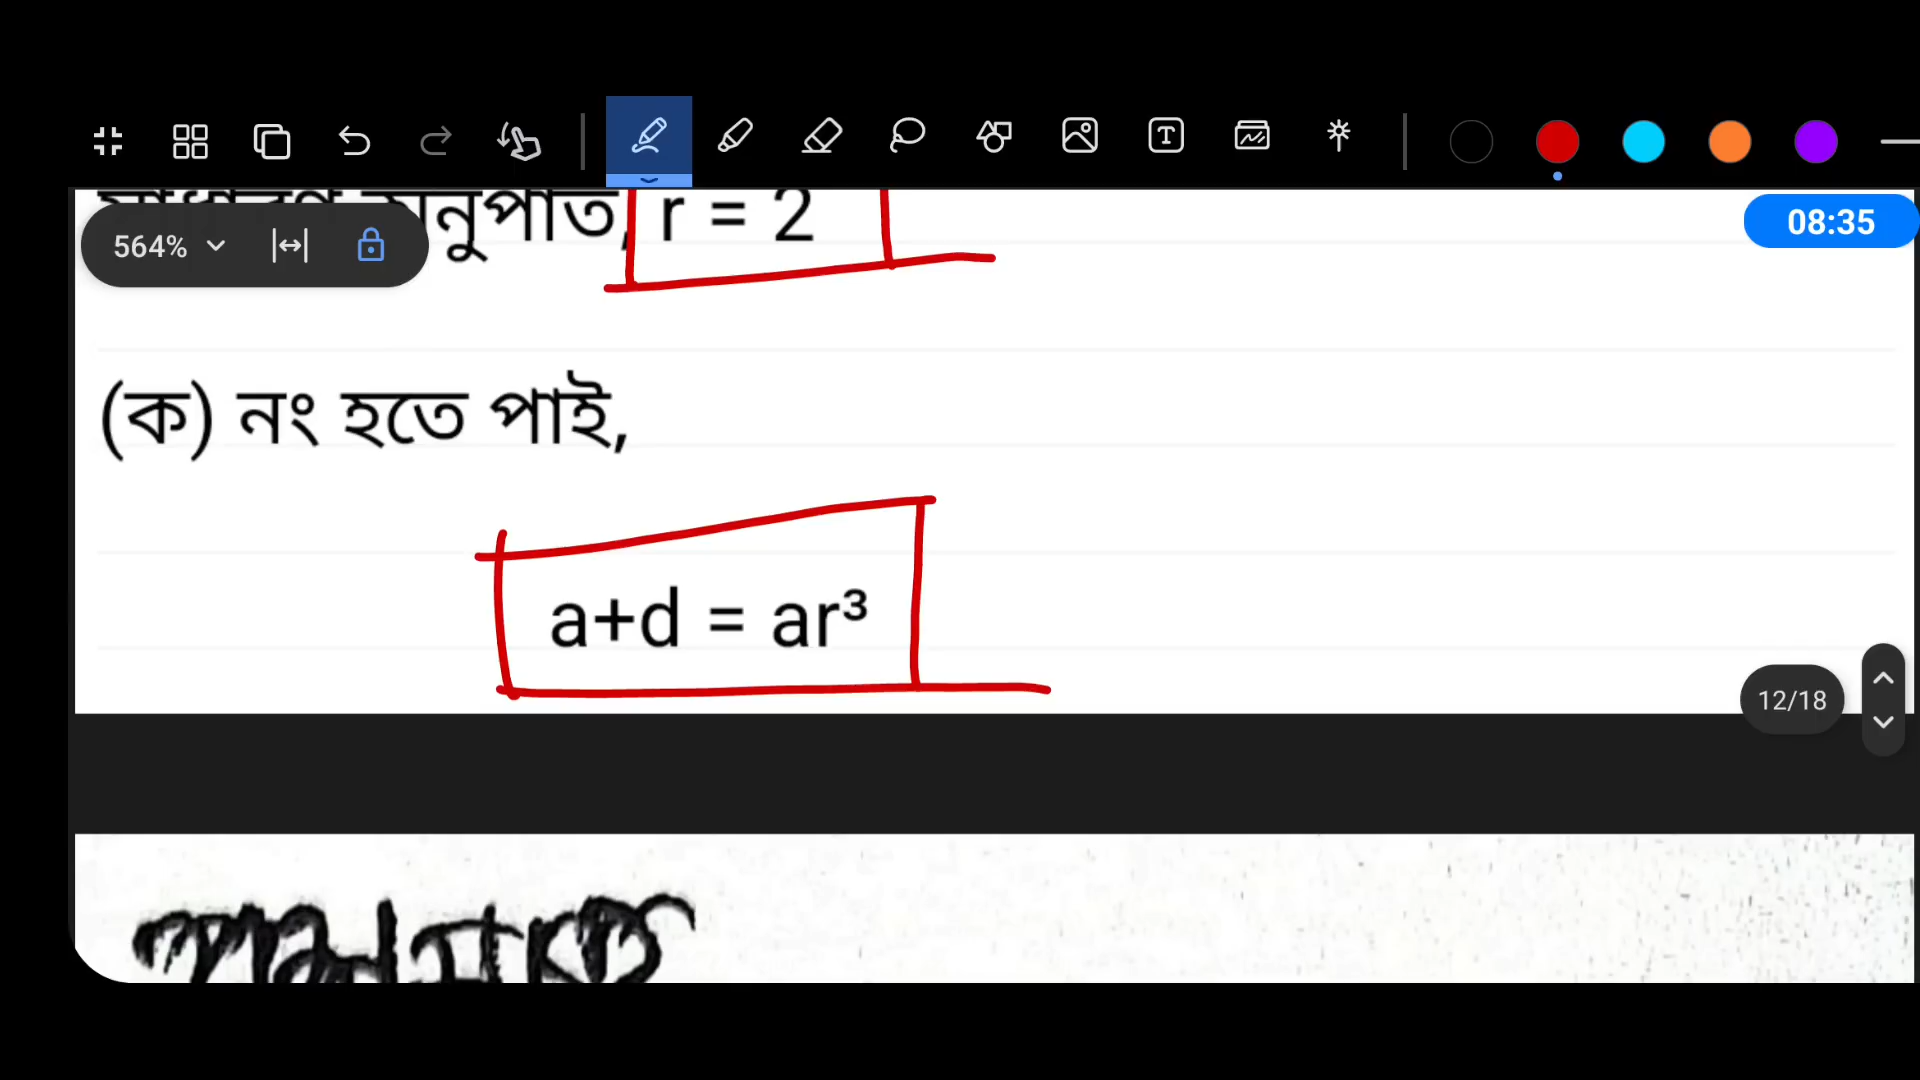 অনুপাত, r = 2
564%
08:35
(ক) নং হতে পাই,
a+d = ar³
12/18